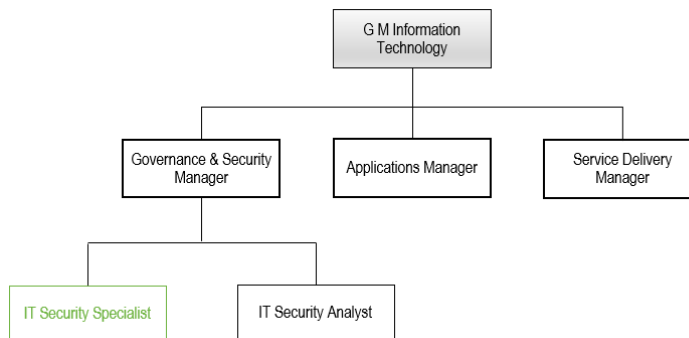 G M Information
Technology
Governance & Security
Manager
Applications Manager
Service Delivery
Manager
IT Security Specialist
IT Security Analyst